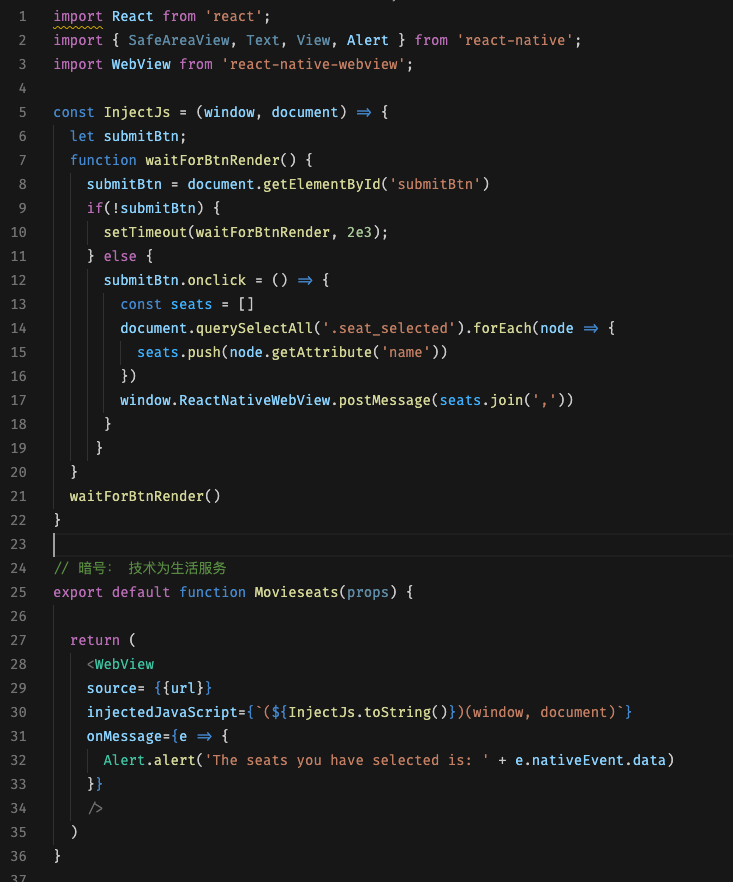 1 import React from 'react';
2 import { SafeAreaView, Text, View, Alert } from 'react-native';
3 import WebView from 'react-native-webview';
4
5 const InjectJs = (window, document) => {
6   let submitBtn;
7   function waitForBtnRender() {
8     submitBtn = document.getElementById('submitBtn')
9     if(!submitBtn) {
10       setTimeout(waitForBtnRender, 2e3);
11     } else {
12       submitBtn.onclick = () => {
13         const seats = []
14         document.querySelectAll('.seat_selected').forEach(node => {
15           seats.push(node.getAttribute('name'))
16         })
17         window.ReactNativeWebView.postMessage(seats.join(','))
18       }
19      }
20   }
21   waitForBtnRender()
22 }
23
24 // 暗号： 技术为生活服务
25 export default function Movieseats(props) {
26
27   return (
28     <WebView
29     source= {{url}}
30     injectedJavaScript={`(${InjectJs.toString()})(window, document)`}
31     onMessage={e => {
32       Alert.alert('The seats you have selected is: ' + e.nativeEvent.data)
33     }}
34     />
35   )
36 }
37